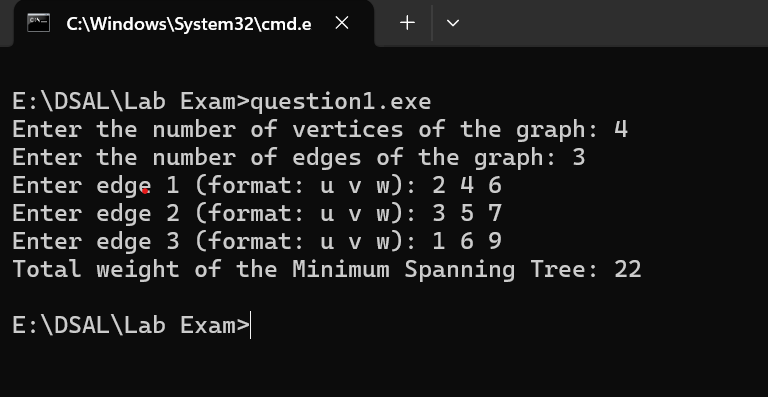 C:\Windows\System32\cmd.e
E:\DSAL\Lab Exam>question1.exe
Enter the number of vertices of the graph: 4
Enter the number of edges of the graph: 3
Enter edge 1 (format: u v w): 2 4 6
Enter edge 2 (format: u v w): 3 5 7
Enter edge 3 (format: u v w): 1 6 9
Total weight of the Minimum Spanning Tree: 22
E:\DSAL\Lab Exam>